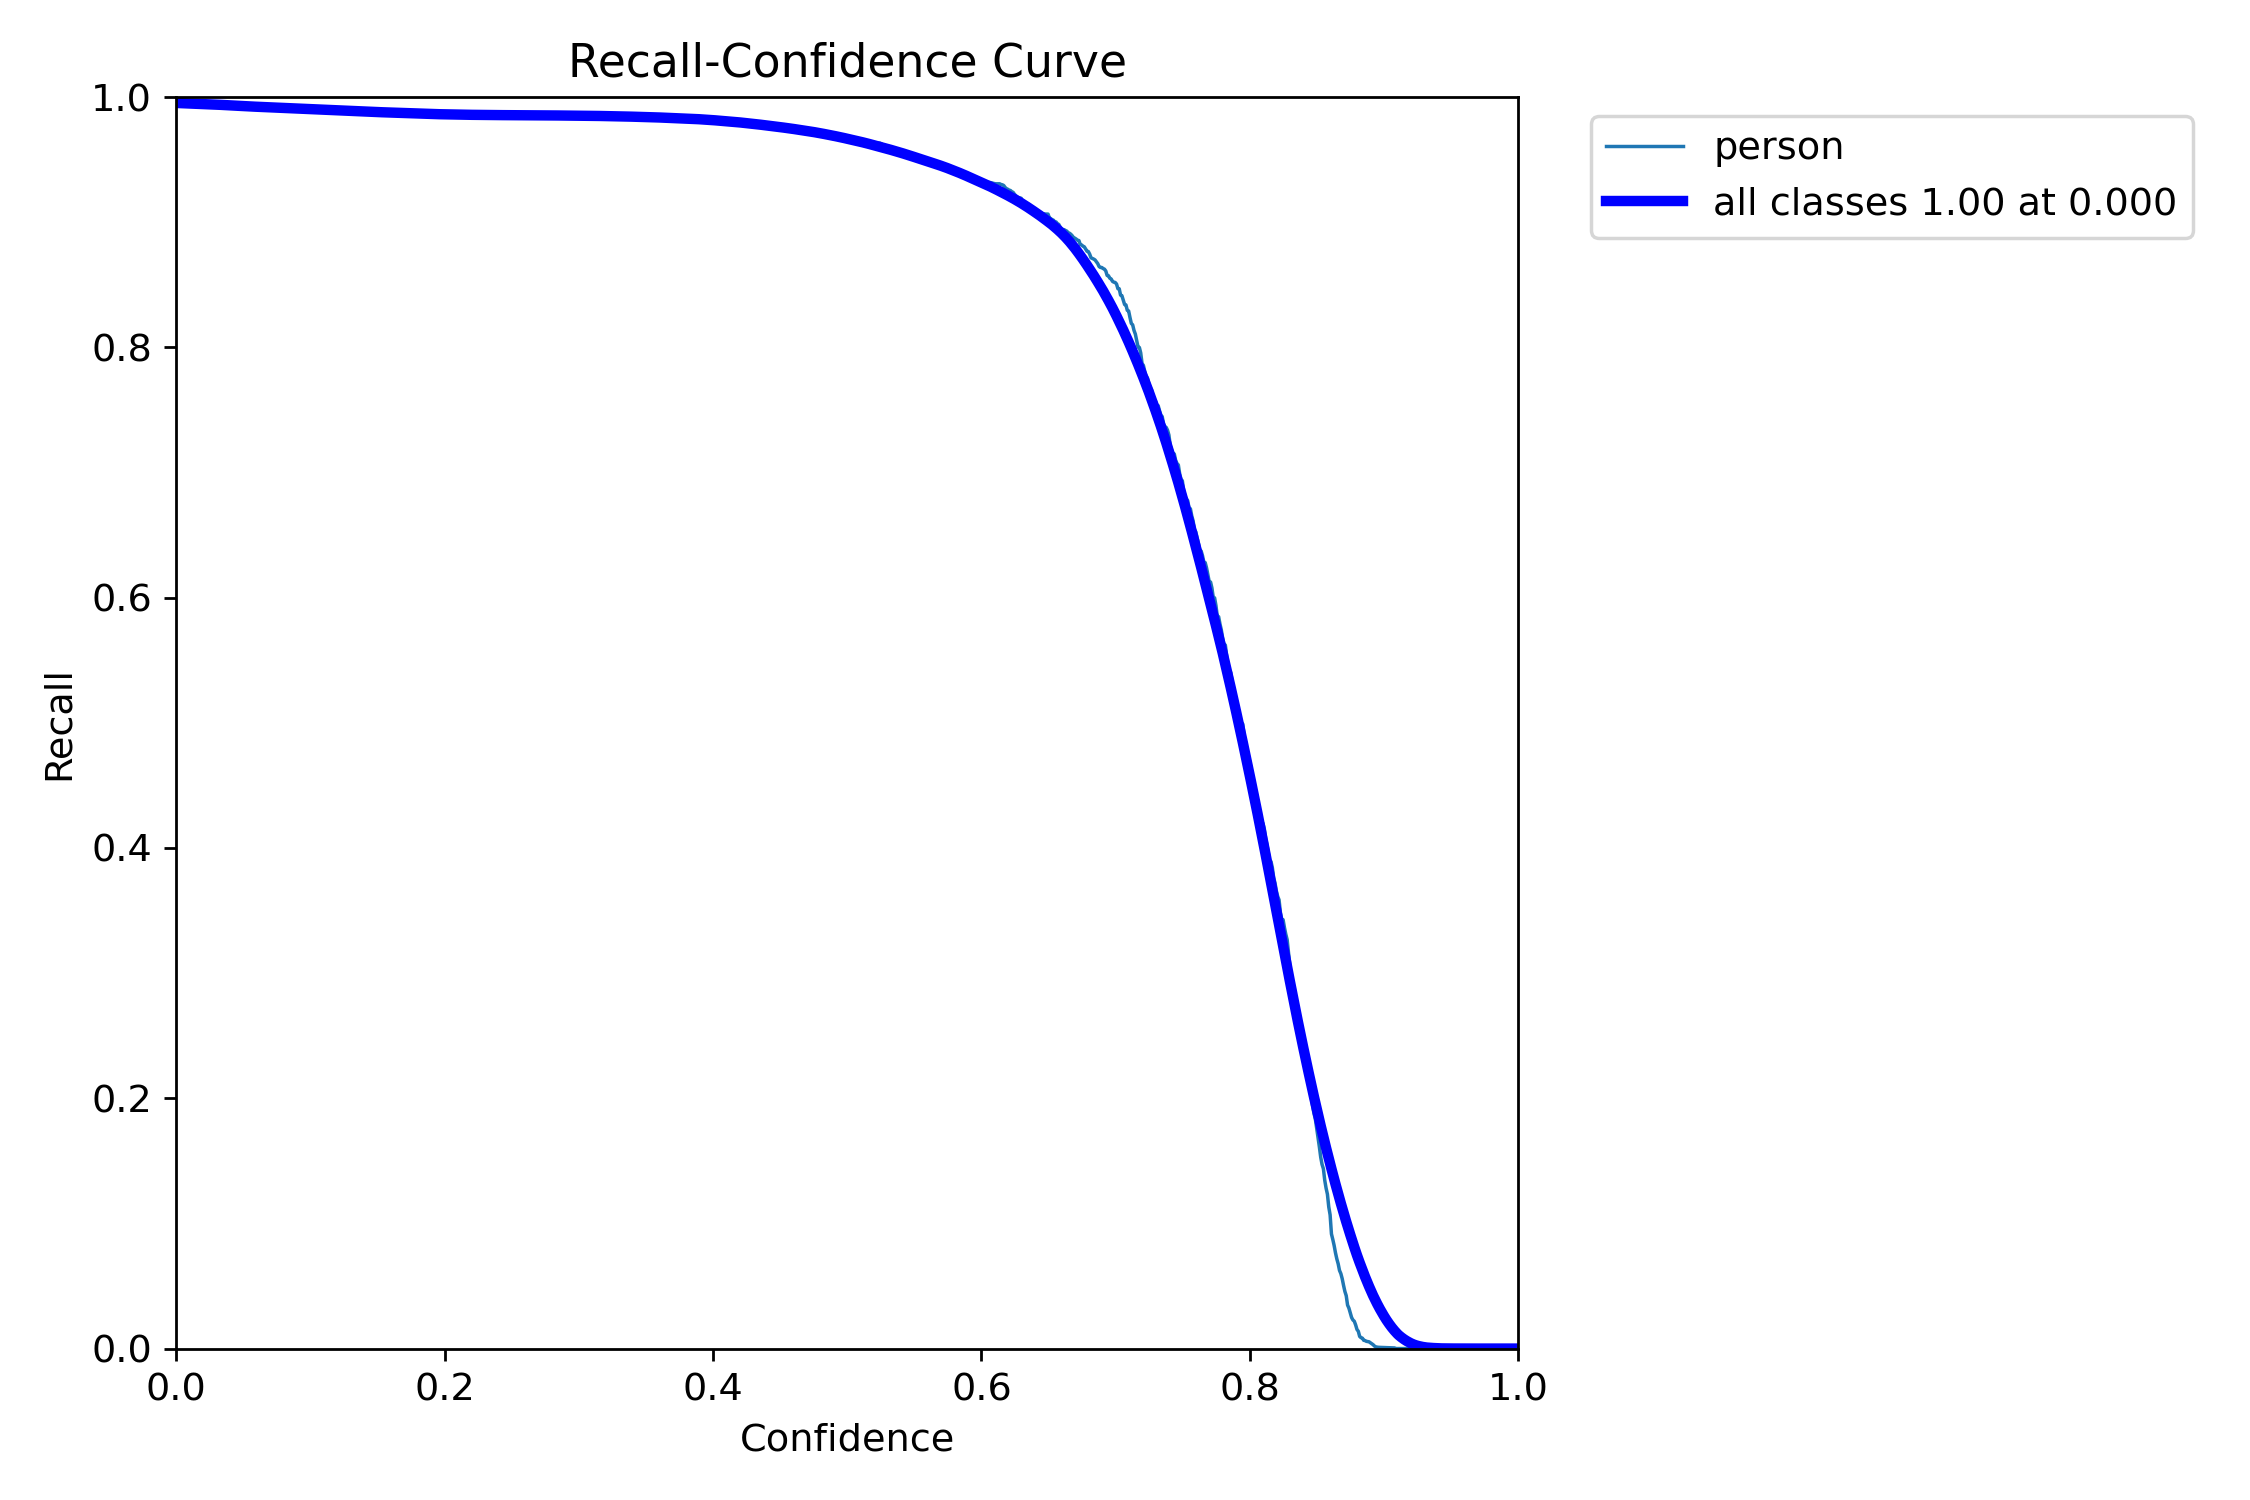 Recall-Confidence Curve
1.0
0.8
0.6
0.4
0.2
0.0
Recall
0.0 0.2 0.4 0.6 0.8 1.0
Confidence
person
all classes 1.00 at 0.000